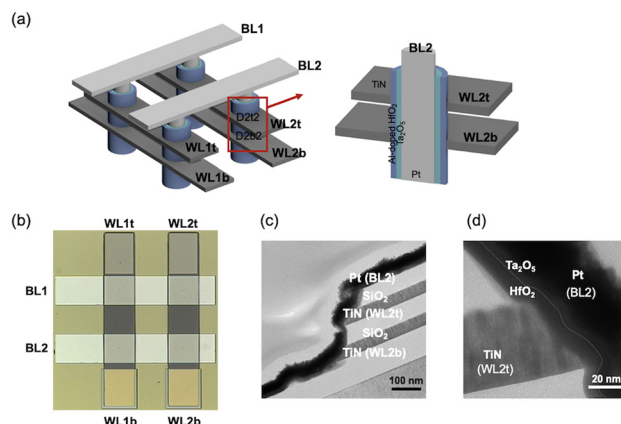 (a)
BL1
BL2
D2t2
D2b2
WL1t
WL1b
WL2t
WL2b
BL2
TiN
WL2t
WL2b
Al-doped HfO2
Ta2O5
Pt
(b)
WL1t WL2t
BL1
BL2
WL1b WL2b
(c)
Pt (BL2)
SiO2
TiN (WL2t)
SiO2
TiN (WL2b)
100 nm
(d)
Ta2O5
HfO2
Pt
(BL2)
TiN
(WL2t)
20 nm